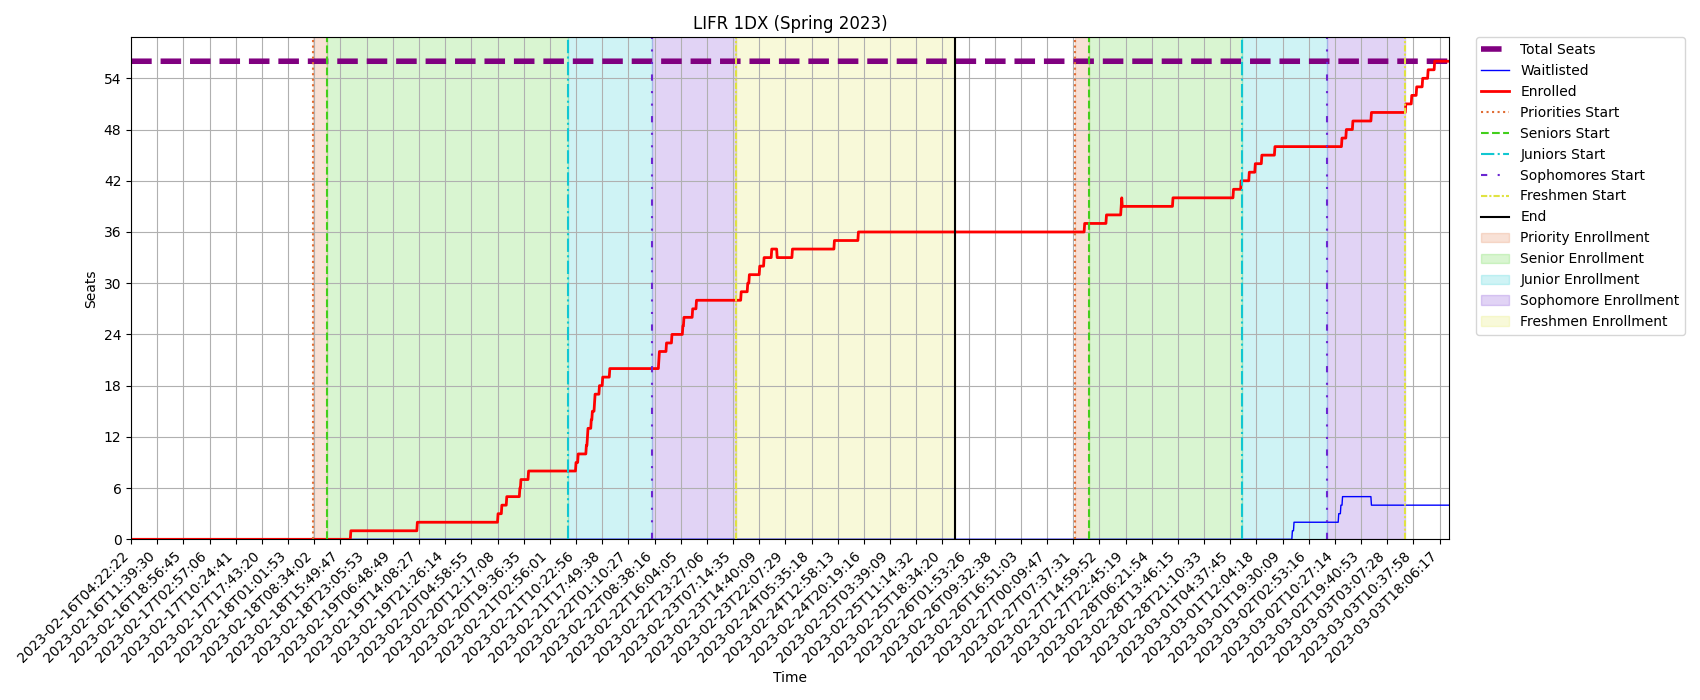 LIFR 1DX (Spring 2023)
Seats
54
48
42
36
30
24
18
12
6
0
2023-02-16T04:22:22
2023-02-16T11:39:30
2023-02-16T18:56:45
2023-02-17T02:57:06
2023-02-17T10:24:41
2023-02-17T17:43:20
2023-02-18T01:01:53
2023-02-18T08:34:02
2023-02-18T15:49:47
2023-02-18T23:05:53
2023-02-19T06:48:49
2023-02-19T14:08:27
2023-02-19T21:26:14
2023-02-20T04:58:55
2023-02-20T12:17:08
2023-02-20T19:36:35
2023-02-21T02:56:01
2023-02-21T10:22:56
2023-02-21T17:49:38
2023-02-22T01:10:27
2023-02-22T08:38:16
2023-02-22T16:04:05
2023-02-22T23:27:06
2023-02-23T07:14:35
2023-02-23T14:40:09
2023-02-23T22:07:29
2023-02-24T05:35:18
2023-02-24T12:58:13
2023-02-24T20:19:16
2023-02-25T03:39:09
2023-02-25T11:14:32
2023-02-25T18:34:20
2023-02-26T01:53:26
2023-02-26T09:32:38
2023-02-26T16:51:03
2023-02-27T00:09:47
2023-02-27T07:37:31
2023-02-27T14:59:52
2023-02-27T22:45:19
2023-02-28T06:21:54
2023-02-28T13:46:15
2023-02-28T21:10:33
2023-03-01T04:37:45
2023-03-01T12:04:18
2023-03-01T19:30:09
2023-03-02T02:53:16
2023-03-02T10:27:14
2023-03-02T19:40:53
2023-03-03T03:07:28
2023-03-03T10:37:58
2023-03-03T18:06:17
Time
Total Seats
Waitlisted
Enrolled
Priorities Start
Seniors Start
Juniors Start
Sophomores Start
Freshmen Start
End
Priority Enrollment
Senior Enrollment
Junior Enrollment
Sophomore Enrollment
Freshmen Enrollment